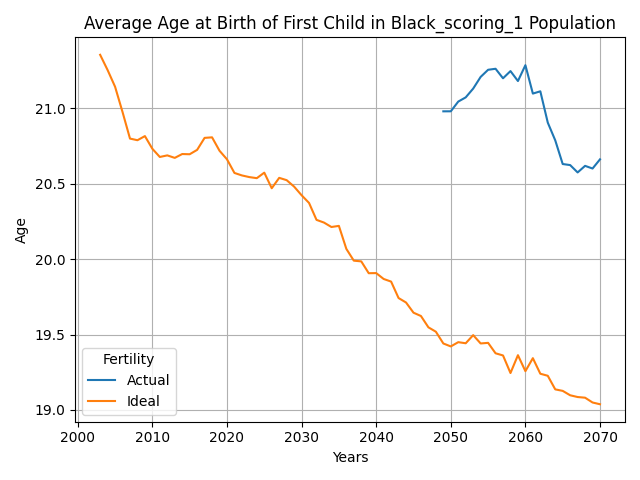 Average Age at Birth of First Child in Black_scoring_1 Population
Age
21.0
20.5
20.0
19.5
19.0
Fertility
Actual
Ideal
2000 2010 2020 2030 2040 2050 2060 2070
Years